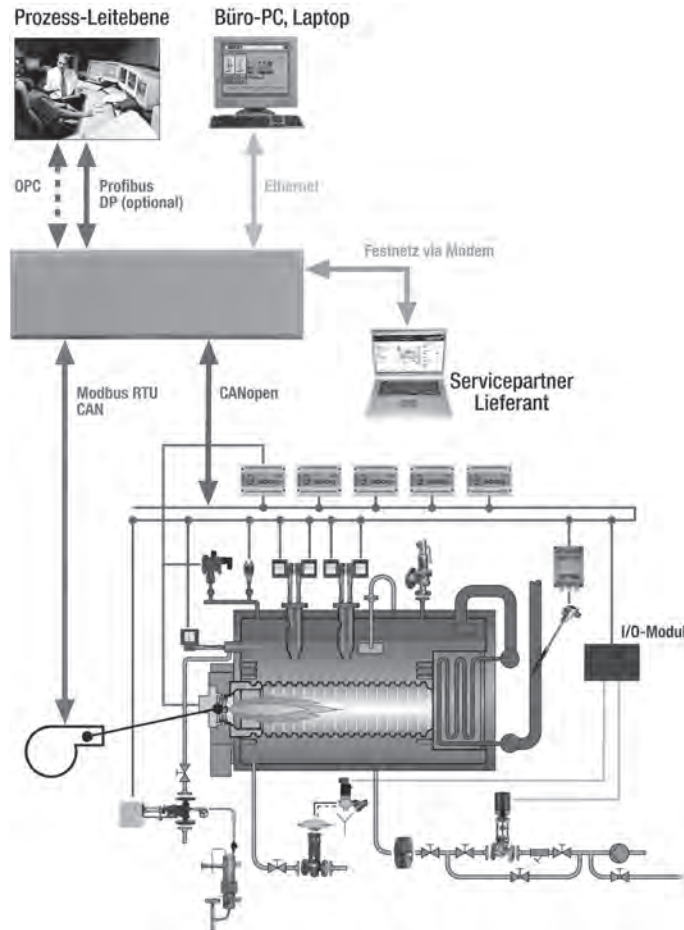 Prozess-Leitebene
Büro-PC, Laptop
OPC
Profibus
DP (optional)
Ethernet
Festnetz via Modem
Servicepartner
Lieferant
Modbus RTU
CAN
CANopen
I/O-Modul